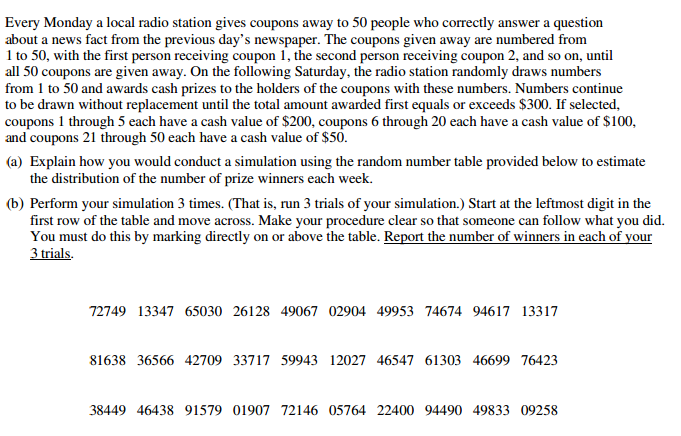 Every Monday a local radio station gives coupons away to 50 people who correctly answer a question
about a news fact from the previous day's newspaper. The coupons given away are numbered from
1 to 50, with the first person receiving coupon 1, the second person receiving coupon 2, and so on, until
all 50 coupons are given away. On the following Saturday, the radio station randomly draws numbers
from 1 to 50 and awards cash prizes to the holders of the coupons with these numbers. Numbers continue
to be drawn without replacement until the total amount awarded first equals or exceeds $300. If selected,
coupons 1 through 5 each have a cash value of $200, coupons 6 through 20 each have a cash value of $100,
and coupons 21 through 50 each have a cash value of $50.
(a) Explain how you would conduct a simulation using the random number table provided below to estimate
the distribution of the number of prize winners each week.
(b) Perform your simulation 3 times. (That is, run 3 trials of your simulation.) Start at the leftmost digit in the
first row of the table and move across. Make your procedure clear so that someone can follow what you did.
You must do this by marking directly on or above the table. Report the number of winners in each of your
3 trials.
72749 13347 65030 26128 49067 02904 49953 74674 94617 13317
81638 36566 42709 33717 59943 12027 46547 61303 46699 76423
38449 46438 91579 01907 72146 05764 22400 94490 49833 09258